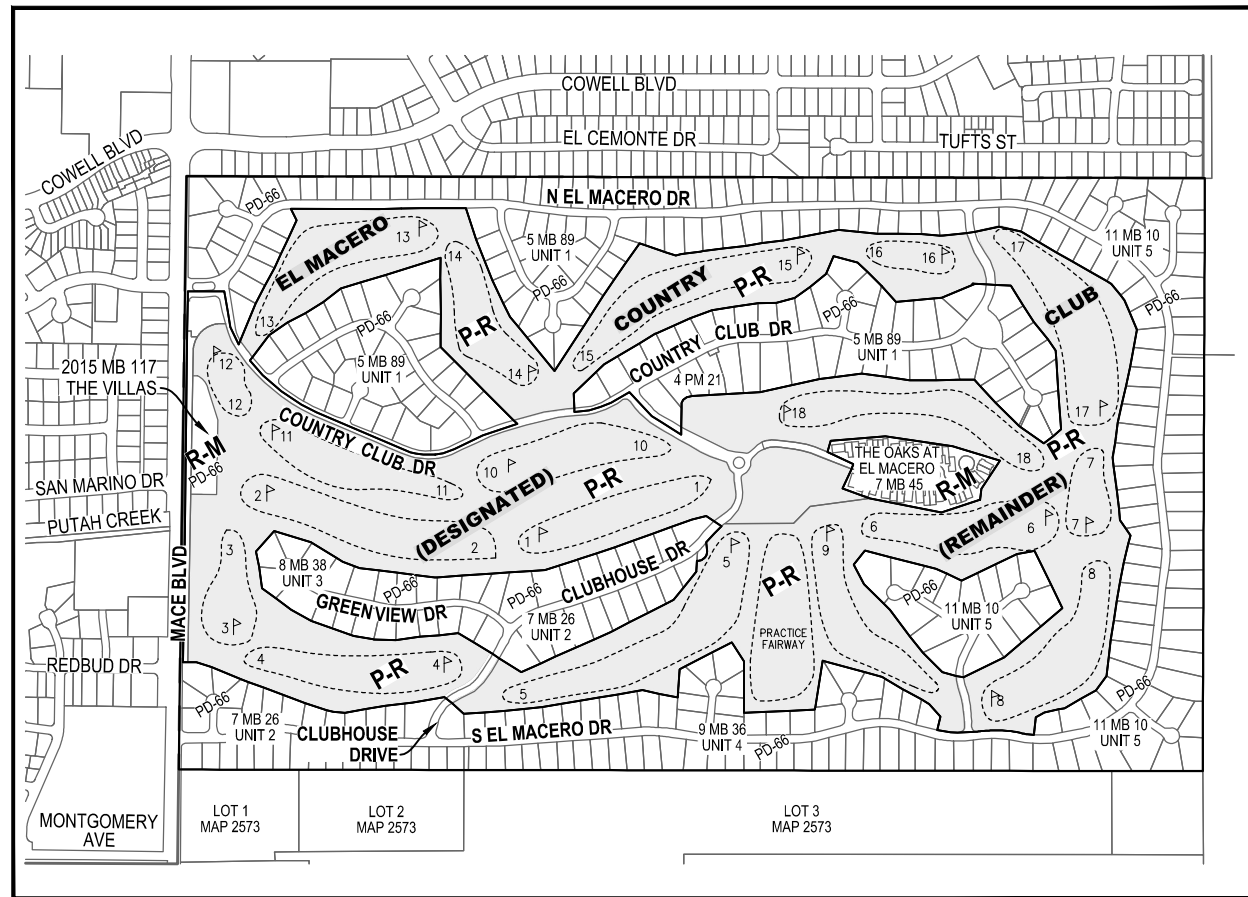 COWELL BLVD
EL CEMONTE DR
TUFTS ST
COWELL BLVD
PD-66
N EL MACERO DR
EL MACERO
13
13
14
14
P-R
5 MB 89
UNIT 1
PD-66
COUNTRY
P-R
15
15
16
16
17
11 MB 10
UNIT 5
PD-66
CLUB
17
PD-66
5 MB 89
UNIT 1
COUNTRY CLUB DR
PD-66
5 MB 89
UNIT 1
4 PM 21
2015 MB 117
THE VILLAS
12
12
R-M
PD-66
COUNTRY CLUB DR
11
11
10
10
P-R
18
18
P-R
THE OAKS AT
EL MACERO
7 MB 45
R-M
7
7
SAN MARINO DR
PUTAH CREEK
MACE BLVD
2
2
(DESIGNATED)
1
1
(REMAINDER)
6
6
3
3
8 MB 38
UNIT 3
PD-66
GREENVIEW DR
PD-66
CLUBHOUSE DR
7 MB 26
UNIT 2
5
5
P-R
9
PRACTICE
FAIRWAY
PD-66
11 MB 10
UNIT 5
8
8
REDBUD DR
4
4
P-R
PD-66
7 MB 26
UNIT 2
CLUBHOUSE
DRIVE
S EL MACERO DR
9 MB 36
UNIT 4
PD-66
PD-66
11 MB 10
UNIT 5
MONTGOMERY
AVE
LOT 1
MAP 2573
LOT 2
MAP 2573
LOT 3
MAP 2573